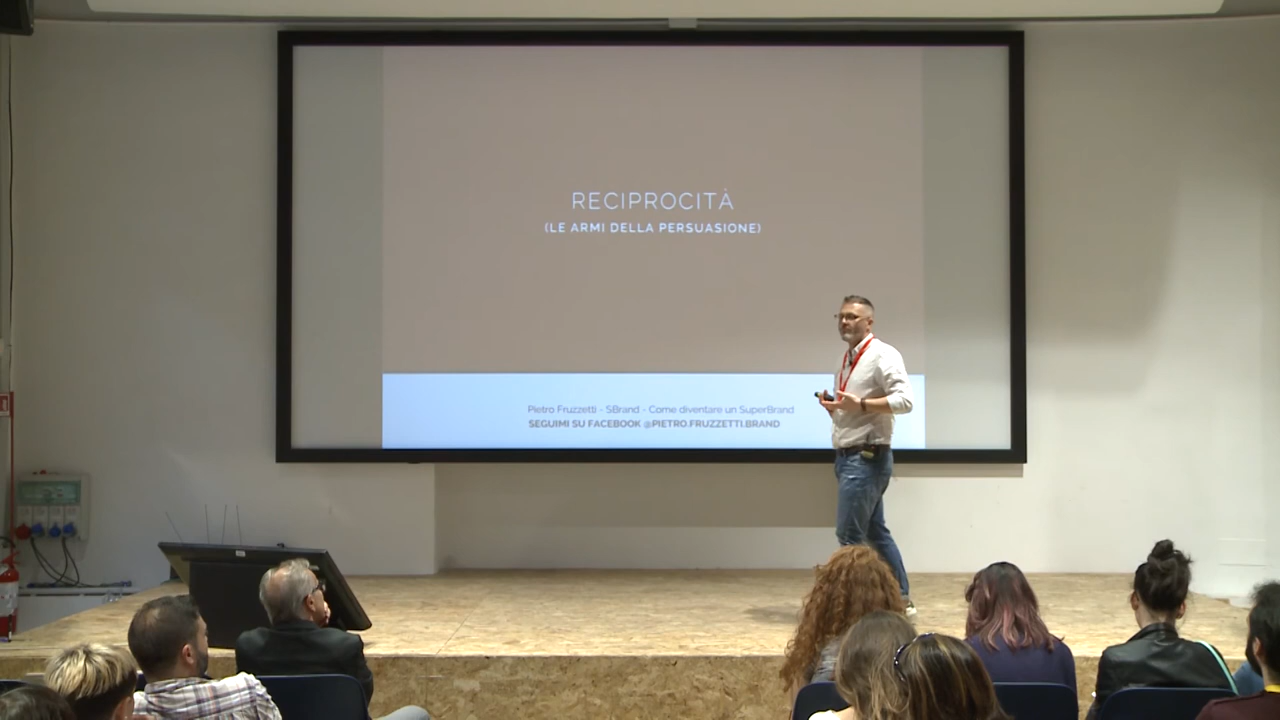 RECIPROCITÀ
(LE ARMI DELLA PERSUASIONE)
Pietro Fruzzetti - SBrand - Come diventare un SuperBrand
SEGUIMI SU FACEBOOK @PIETRO.FRUZZETTI.BRAND